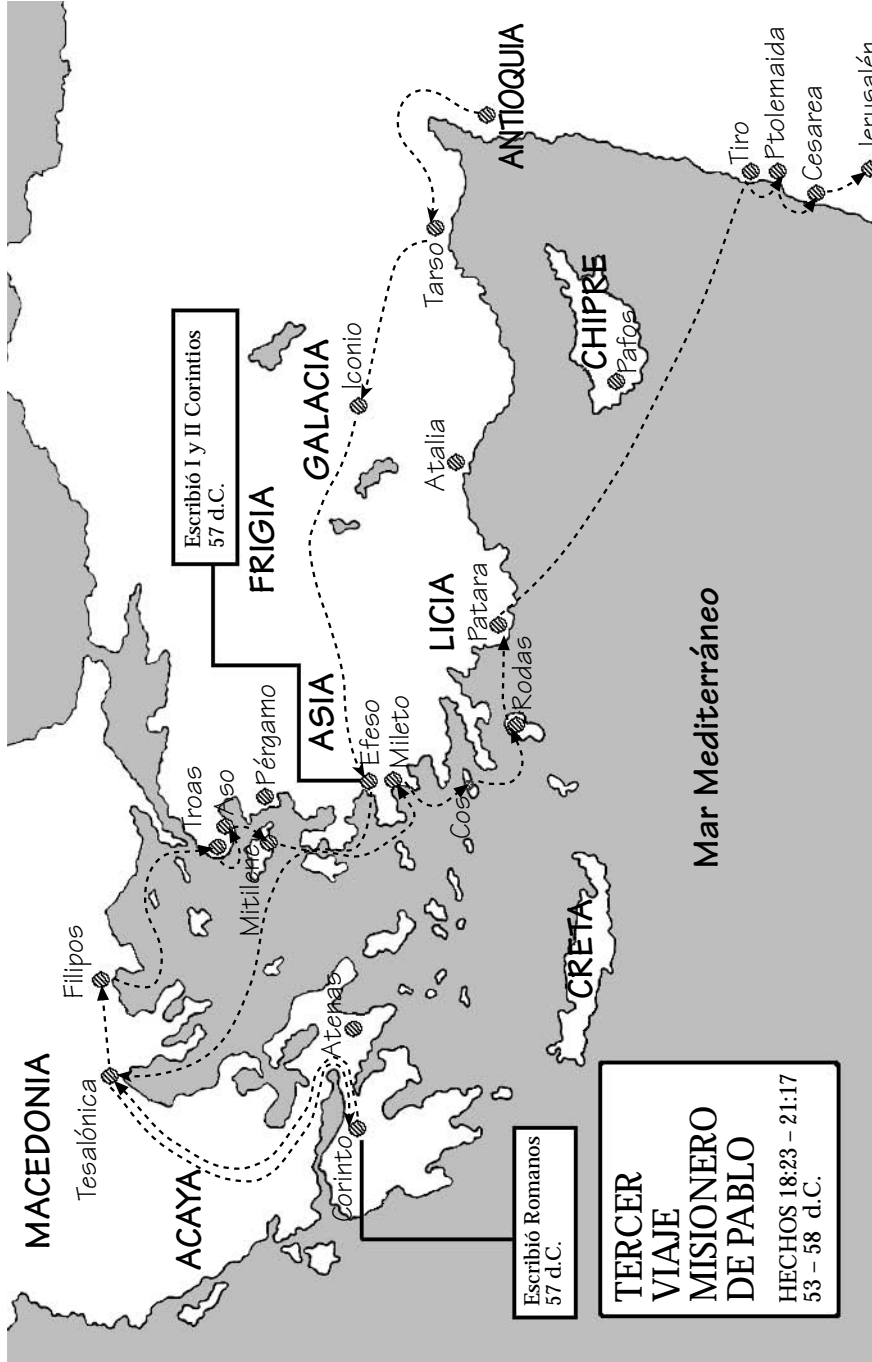 TERCER
VIAJE
MISIONERO
DE PABLO
HECHOS 18:23 – 21:17
53 – 58 d.C.
Escribió Romanos
57 d.C.
Escribió I y II Corintios
57 d.C.
MACEDONIA
Tesalónica
Filipos
ACAYA
Corinto
Atenas
Troas
Aso
Mitilene
Pérgamo
ASIA
Efeso
Mileto
FRIGIA
GALACIA
Iconio
Tarso
ANTIOQUIA
LICIA
Patara
Atalia
Cos
Rodas
CRETA
CHIPRE
Pafos
Mar Mediterráneo
Tiro
Ptolemaida
Cesarea
Jerusalén